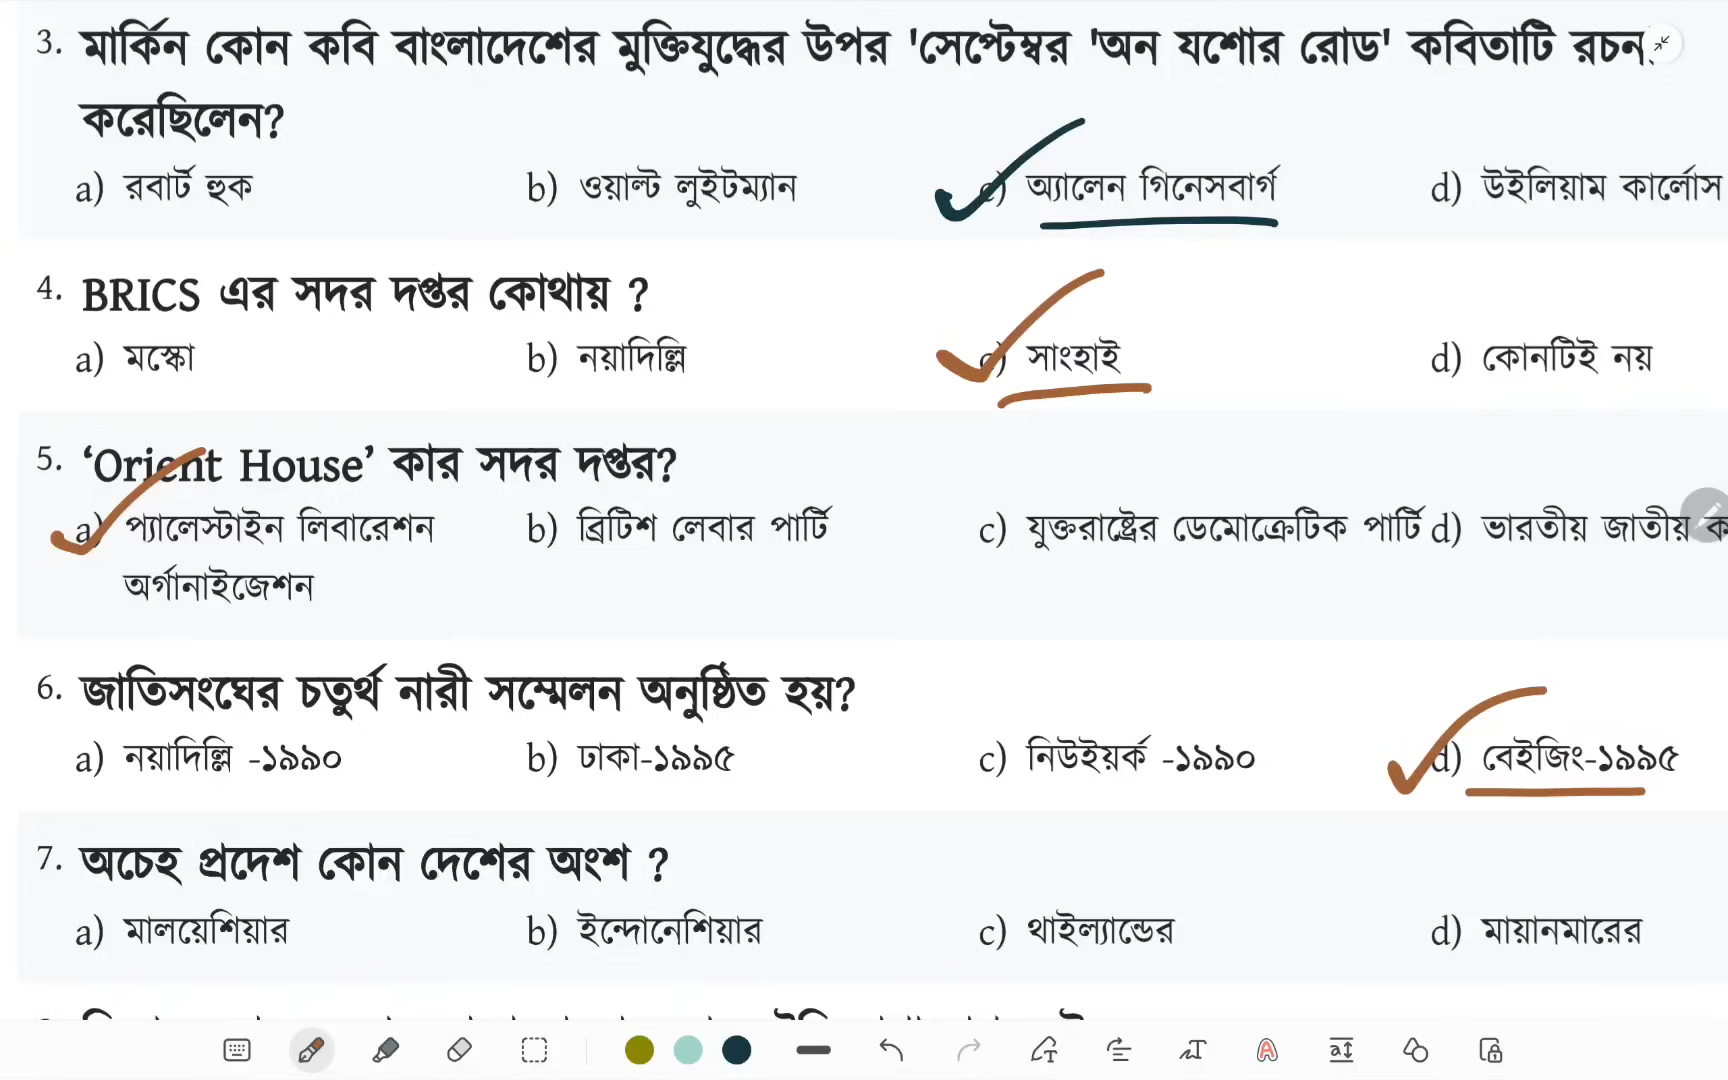 3. মার্কিন কোন কবি বাংলাদেশের মুক্তিযুদ্ধের উপর 'সেপ্টেম্বর 'অন যশোর রোড' কবিতাটি
করেছিলেন?
a) রবার্ট হুক b) ওয়াল্ট লুইটম্যান c) অ্যালেন গিনেসবার্গ d) উইলিয়াম কার্লোস
4. BRICS এর সদর দপ্তর কোথায় ?
a) মস্কো b) নয়াদিল্লি c) সাংহাই d) কোনটিই নয়
5. ‘Orient House’ কার সদর দপ্তর?
a) প্যালেস্টাইন লিবারেশন b) ব্রিটিশ লেবার পার্টি c) যুক্তরাষ্ট্রের ডেমোক্রেটিক পার্টি d) ভারতীয় জাতীয়
অর্গানাইজেশন
6. জাতিসংঘের চতুর্থ নারী সম্মেলন অনুষ্ঠিত হয়?
a) নয়াদিল্লি -১৯৯০ b) ঢাকা-১৯৯৫ c) নিউইয়র্ক -১৯৯০ d) বেইজিং-১৯৯৫
7. অচেহ প্রদেশ কোন দেশের অংশ ?
a) মালয়েশিয়ার b) ইন্দোনেশিয়ার c) থাইল্যান্ডের d) মায়ানমারের